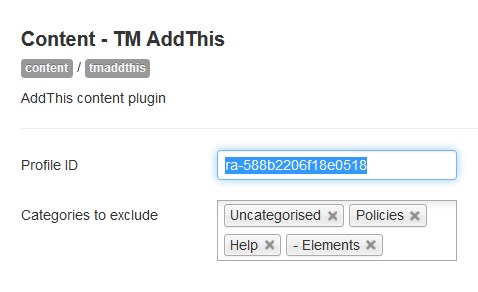 Content - TM AddThis
content / tmaddthis
AddThis content plugin
Profile ID ra-588b2206f18e0518
Categories to exclude Uncategorised Policies
Help - Elements